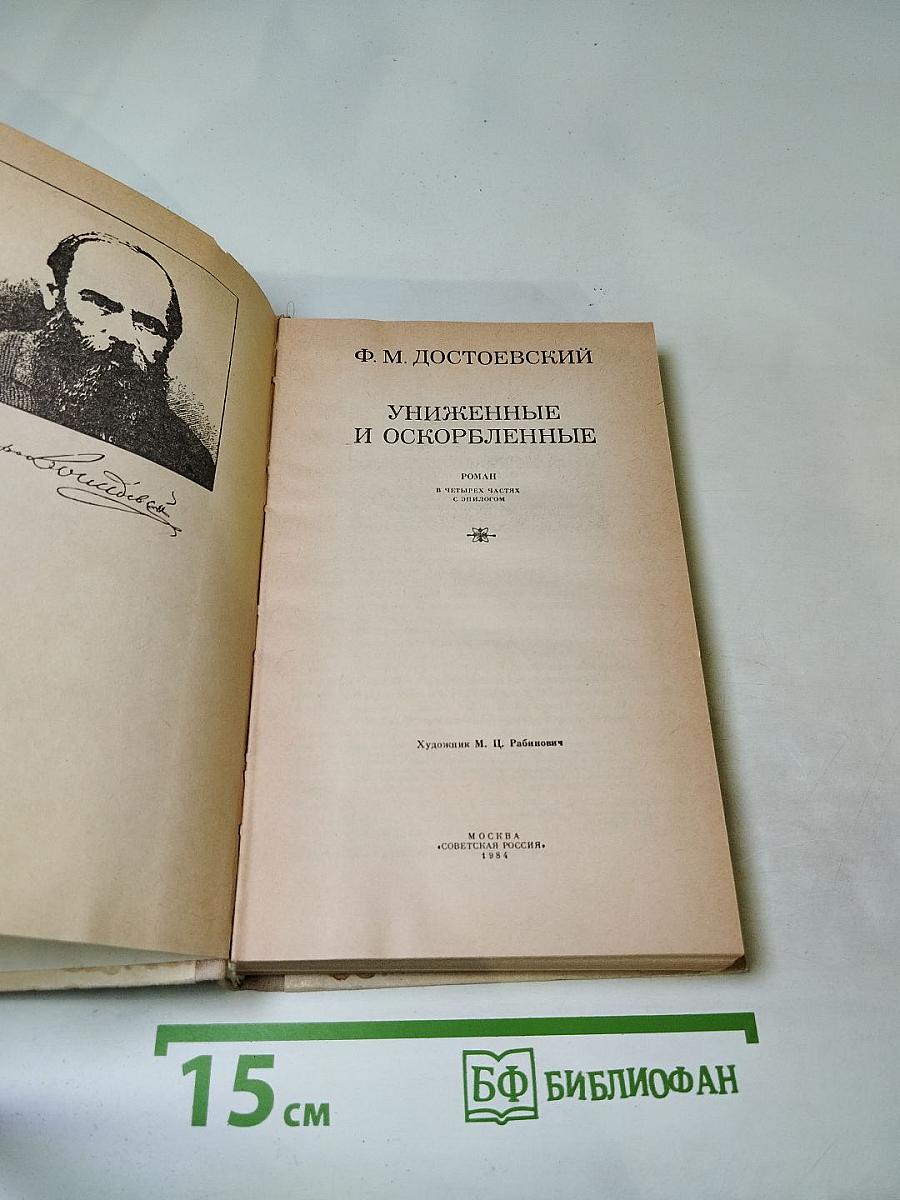 Ф. М. ДОСТОЕВСКИЙ
УНИЖЕННЫЕ
И ОСКОРБЛЕННЫЕ
РОМАН
В ЧЕТЫРЕХ ЧАСТЯХ
С ЭПИЛОГОМ
Художник М. Ц. Рабинович
МОСКВА
«СОВЕТСКАЯ РОССИЯ»
1984
15 см
БФ БИБЛИОФАН